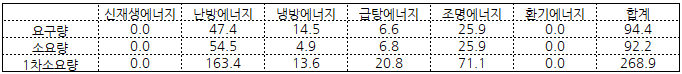 신재생에너지 난방에너지 냉방에너지 급탕에너지 조명에너지 환기에너지 합계
요구량 0.0 47.4 14.5 6.6 25.9 0.0 94.4
소요량 0.0 54.5 4.9 6.8 25.9 0.0 92.2
1차소요량 0.0 163.4 13.6 20.8 71.1 0.0 268.9